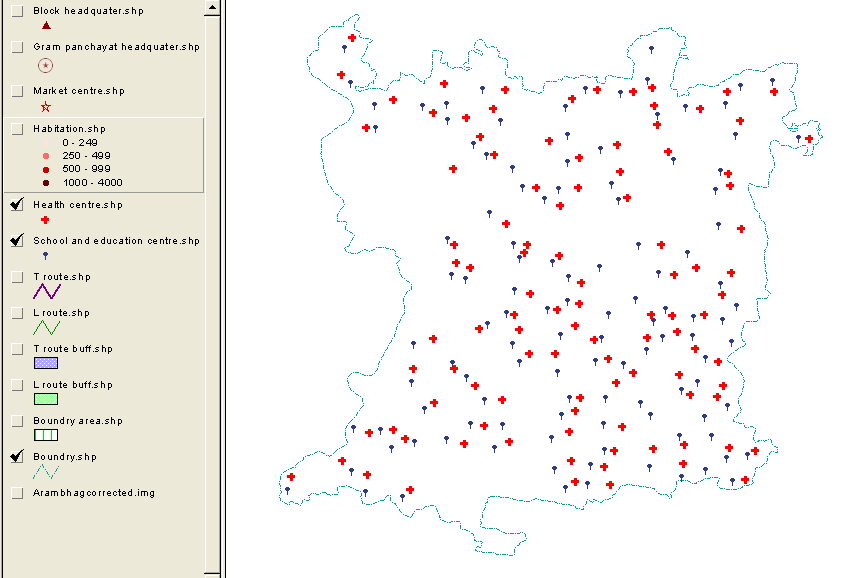 Block headquater.shp
Gram panchayat headquater.shp
Market centre.shp
Habitation.shp
0 - 249
250 - 499
500 - 999
1000 - 4000
Health centre.shp
School and education centre.shp
T route.shp
L route.shp
T route buff.shp
L route buff.shp
Boundry area.shp
Boundry.shp
Arambhagcorrected.img